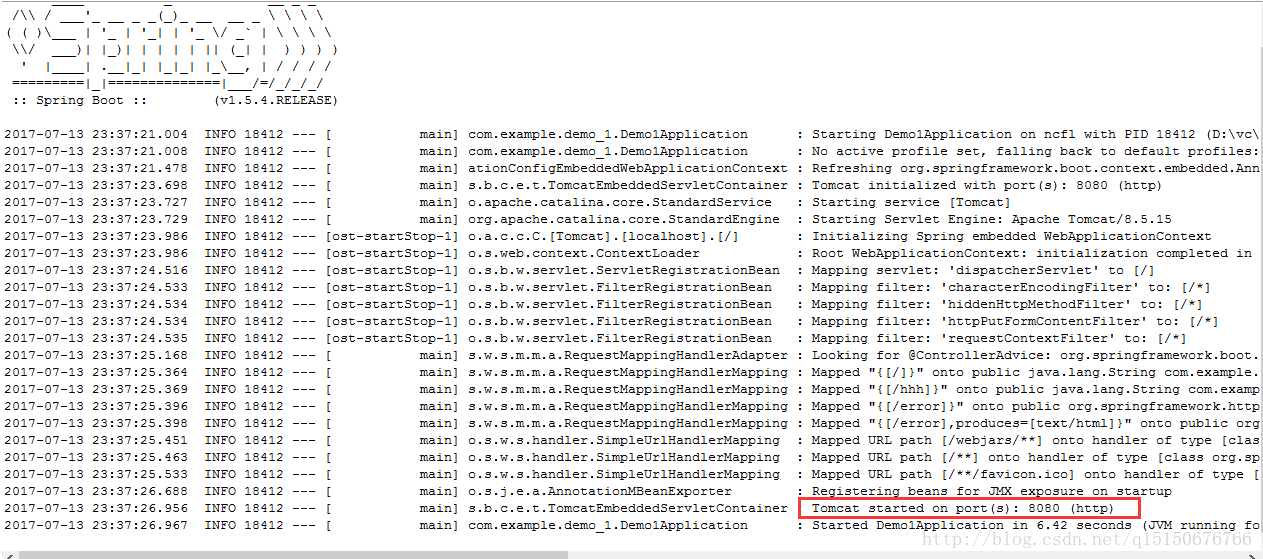 :: Spring Boot ::        (v1.5.4.RELEASE)
2017-07-13 23:37:21.004  INFO 18412 --- [           main] com.example.demo_1.Demo1Application      : Starting Demo1Application on ncfl with PID 18412 (D:\vc\
2017-07-13 23:37:21.008  INFO 18412 --- [           main] com.example.demo_1.Demo1Application      : No active profile set, falling back to default profiles:
2017-07-13 23:37:21.478  INFO 18412 --- [           main] ationConfigEmbeddedWebApplicationContext : Refreshing org.springframework.boot.context.embedded.Ann
2017-07-13 23:37:23.698  INFO 18412 --- [           main] s.b.c.e.t.TomcatEmbeddedServletContainer : Tomcat initialized with port(s): 8080 (http)
2017-07-13 23:37:23.727  INFO 18412 --- [           main] o.apache.catalina.core.StandardService   : Starting service [Tomcat]
2017-07-13 23:37:23.729  INFO 18412 --- [           main] org.apache.catalina.core.StandardEngine  : Starting Servlet Engine: Apache Tomcat/8.5.15
2017-07-13 23:37:23.986  INFO 18412 --- [ost-startStop-1] o.a.c.c.C.[Tomcat].[localhost].[/]       : Initializing Spring embedded WebApplicationContext
2017-07-13 23:37:23.986  INFO 18412 --- [ost-startStop-1] o.s.web.context.ContextLoader            : Root WebApplicationContext: initialization completed in
2017-07-13 23:37:24.516  INFO 18412 --- [ost-startStop-1] o.s.b.w.servlet.ServletRegistrationBean  : Mapping servlet: 'dispatcherServlet' to [/]
2017-07-13 23:37:24.533  INFO 18412 --- [ost-startStop-1] o.s.b.w.servlet.FilterRegistrationBean   : Mapping filter: 'characterEncodingFilter' to: [/*]
2017-07-13 23:37:24.534  INFO 18412 --- [ost-startStop-1] o.s.b.w.servlet.FilterRegistrationBean   : Mapping filter: 'hiddenHttpMethodFilter' to: [/*]
2017-07-13 23:37:24.534  INFO 18412 --- [ost-startStop-1] o.s.b.w.servlet.FilterRegistrationBean   : Mapping filter: 'httpPutFormContentFilter' to: [/*]
2017-07-13 23:37:24.535  INFO 18412 --- [ost-startStop-1] o.s.b.w.servlet.FilterRegistrationBean   : Mapping filter: 'requestContextFilter' to: [/*]
2017-07-13 23:37:25.168  INFO 18412 --- [           main] s.w.s.m.m.a.RequestMappingHandlerAdapter : Looking for @ControllerAdvice: org.springframework.boot.
2017-07-13 23:37:25.364  INFO 18412 --- [           main] s.w.s.m.m.a.RequestMappingHandlerMapping : Mapped "{[/]}" onto public java.lang.String com.example.
2017-07-13 23:37:25.369  INFO 18412 --- [           main] s.w.s.m.m.a.RequestMappingHandlerMapping : Mapped "{[/hhh]}" onto public java.lang.String com.examp
2017-07-13 23:37:25.396  INFO 18412 --- [           main] s.w.s.m.m.a.RequestMappingHandlerMapping : Mapped "{[/error]}" onto public org.springframework.http
2017-07-13 23:37:25.398  INFO 18412 --- [           main] s.w.s.m.m.a.RequestMappingHandlerMapping : Mapped "{[/error],produces=[text/html]}" onto public org
2017-07-13 23:37:25.451  INFO 18412 --- [           main] o.s.w.s.handler.SimpleUrlHandlerMapping  : Mapped URL path [/webjars/**] onto handler of type [clas
2017-07-13 23:37:25.463  INFO 18412 --- [           main] o.s.w.s.handler.SimpleUrlHandlerMapping  : Mapped URL path [/**] onto handler of type [class org.sp
2017-07-13 23:37:25.533  INFO 18412 --- [           main] o.s.w.s.handler.SimpleUrlHandlerMapping  : Mapped URL path [/**/favicon.ico] onto handler of type [
2017-07-13 23:37:26.688  INFO 18412 --- [           main] o.s.j.e.a.AnnotationMBeanExporter        : Registering beans for JMX exposure on startup
2017-07-13 23:37:26.956  INFO 18412 --- [           main] s.b.c.e.t.TomcatEmbeddedServletContainer : Tomcat started on port(s): 8080 (http)
2017-07-13 23:37:26.967  INFO 18412 --- [           main] com.example.demo_1.Demo1Application      : Started Demo1Application in 6.42 seconds (JVM running fo
http://blog.csdn.net/q15150676766